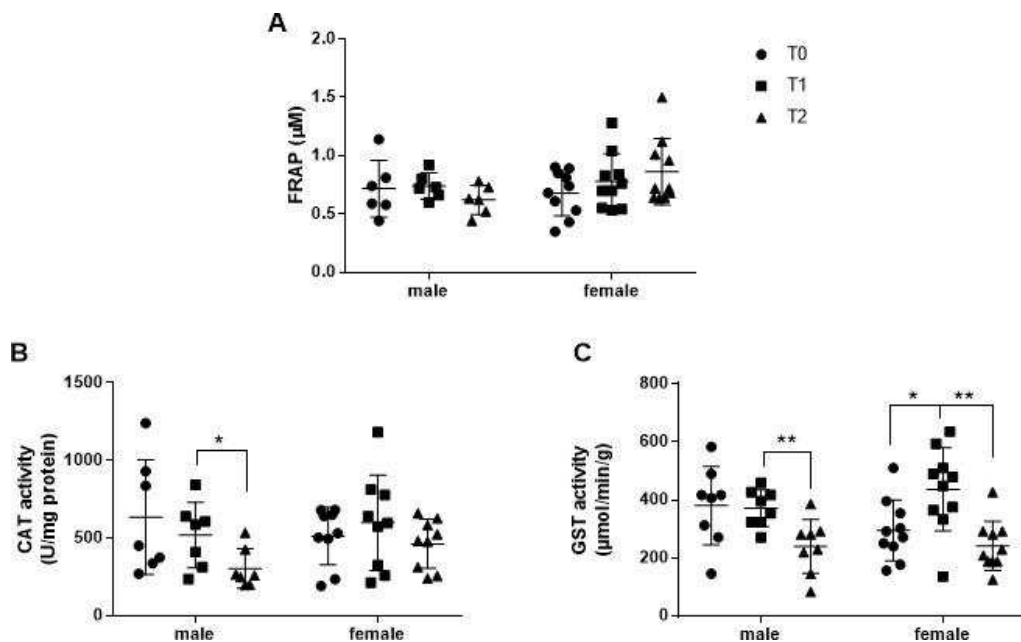 A
2.0
1.5
1.0
0.5
0.0
FRAP (µM)
male
female
T0
T1
T2
B
1500
1000
500
0
CAT activity
(U/mg protein)
*
male
female
C
800
600
400
200
0
GST activity
(µmol/min/g)
**
*
**
male
female